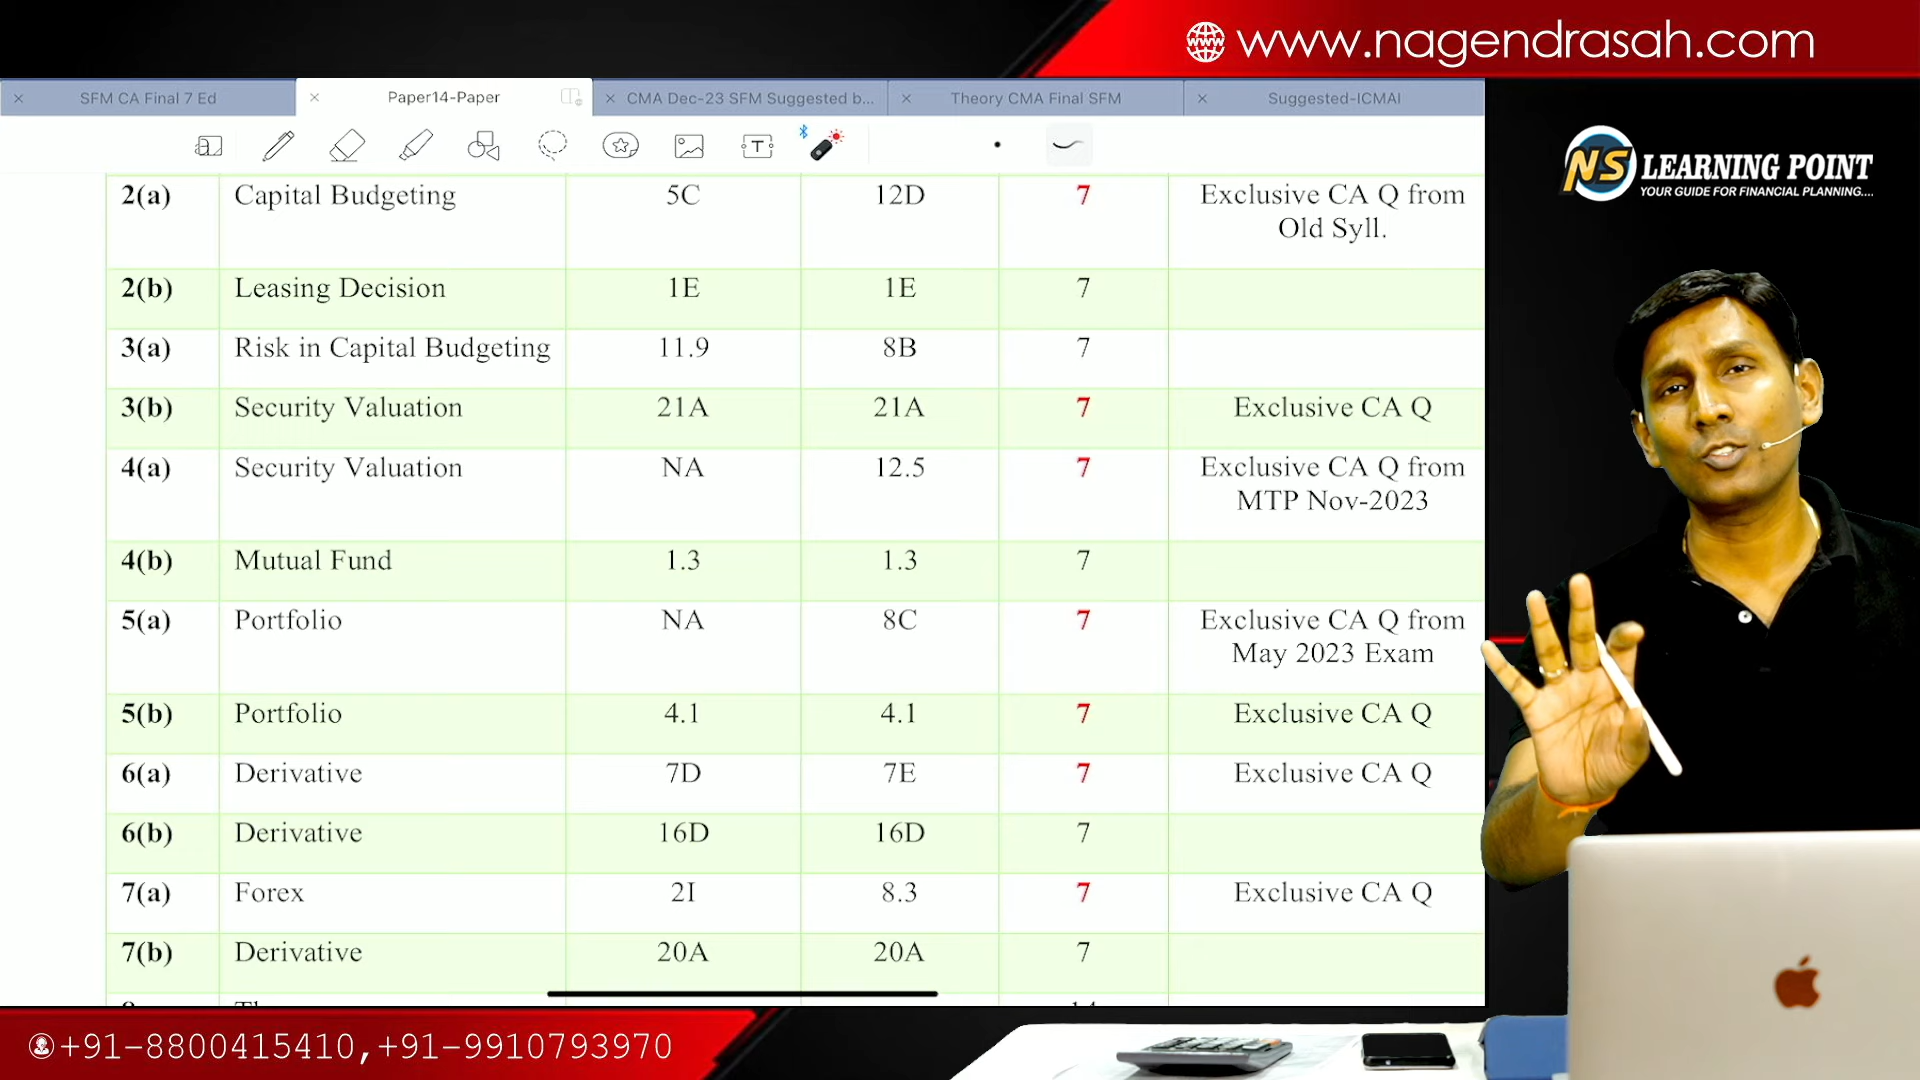 www.nagendrasah.com
SFM CA Final 7 Ed
Paper14-Paper
CMA Dec-23 SFM Suggested b...
Theory CMA Final SFM
Suggested-ICMAI
NS LEARNING POINT
YOUR GUIDE FOR FINANCIAL PLANNING....
2(a) Capital Budgeting 5C 12D 7 Exclusive CA Q from
Old Syll.
2(b) Leasing Decision 1E 1E 7
3(a) Risk in Capital Budgeting 11.9 8B 7
3(b) Security Valuation 21A 21A 7 Exclusive CA Q
4(a) Security Valuation NA 12.5 7 Exclusive CA Q from
MTP Nov-2023
4(b) Mutual Fund 1.3 1.3 7
5(a) Portfolio NA 8C 7 Exclusive CA Q from
May 2023 Exam
5(b) Portfolio 4.1 4.1 7 Exclusive CA Q
6(a) Derivative 7D 7E 7 Exclusive CA Q
6(b) Derivative 16D 16D 7
7(a) Forex 2I 8.3 7 Exclusive CA Q
7(b) Derivative 20A 20A 7
+91-8800415410,+91-9910793970